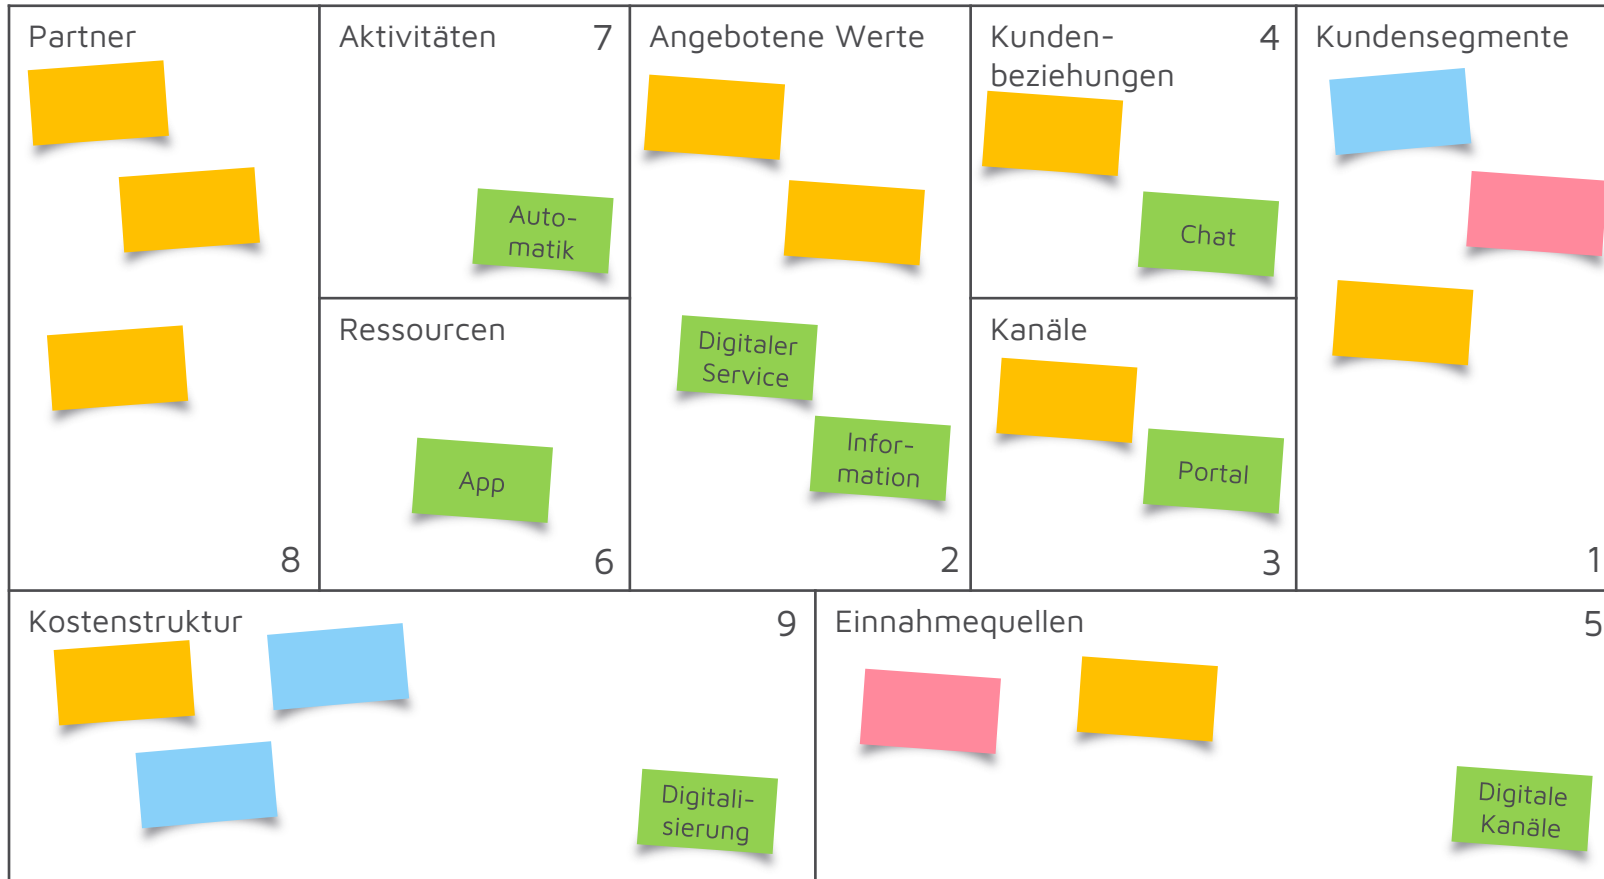 Partner
8
Aktivitäten
7
Auto-
matik
Ressourcen
App
6
Angebotene Werte
Digitaler
Service
Infor-
mation
2
Kunden-
beziehungen
4
Chat
Kanäle
Portal
3
Kundensegmente
1
Kostenstruktur
9
Digitali-
sierung
Einnahmequellen
5
Digitale
Kanäle